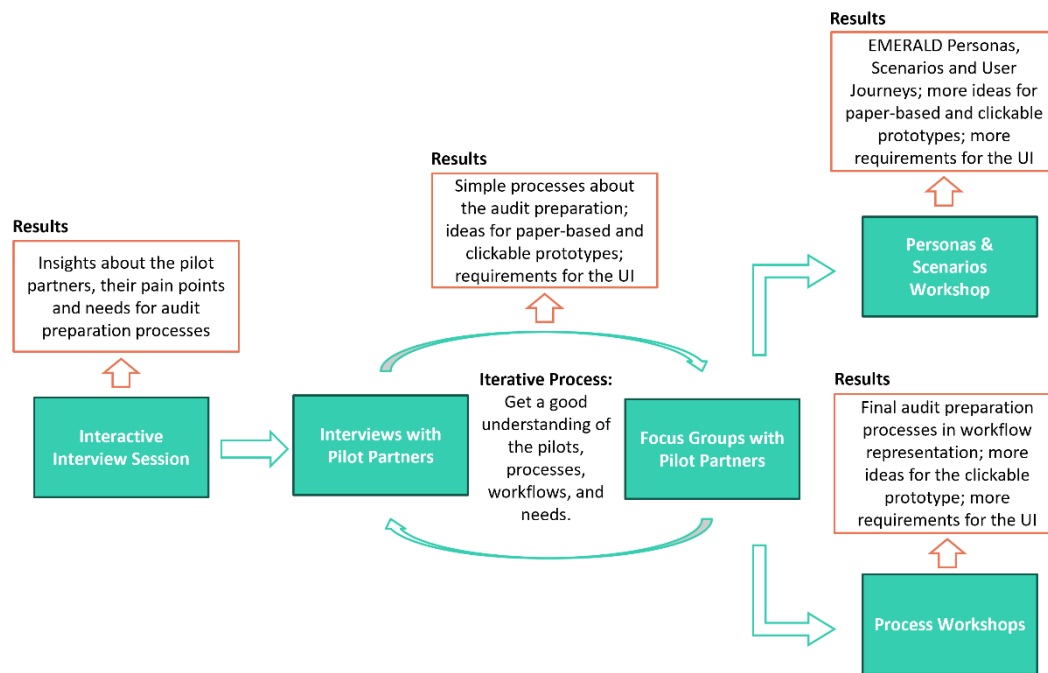 Results
Insights about the pilot
partners, their pain points
and needs for audit
preparation processes
Interactive
Interview Session
Results
Simple processes about
the audit preparation;
ideas for paper-based and
clickable prototypes;
requirements for the UI
Interviews with
Pilot Partners
Iterative Process:
Get a good
understanding of
the pilots,
processes,
workflows, and
needs.
Focus Groups with
Pilot Partners
Results
EMERALD Personas,
Scenarios and User
Journeys; more ideas for
paper-based and clickable
prototypes; more
requirements for the UI
Personas &
Scenarios
Workshop
Results
Final audit preparation
processes in workflow
representation; more
ideas for the clickable
prototype; more
requirements for the UI
Process Workshops